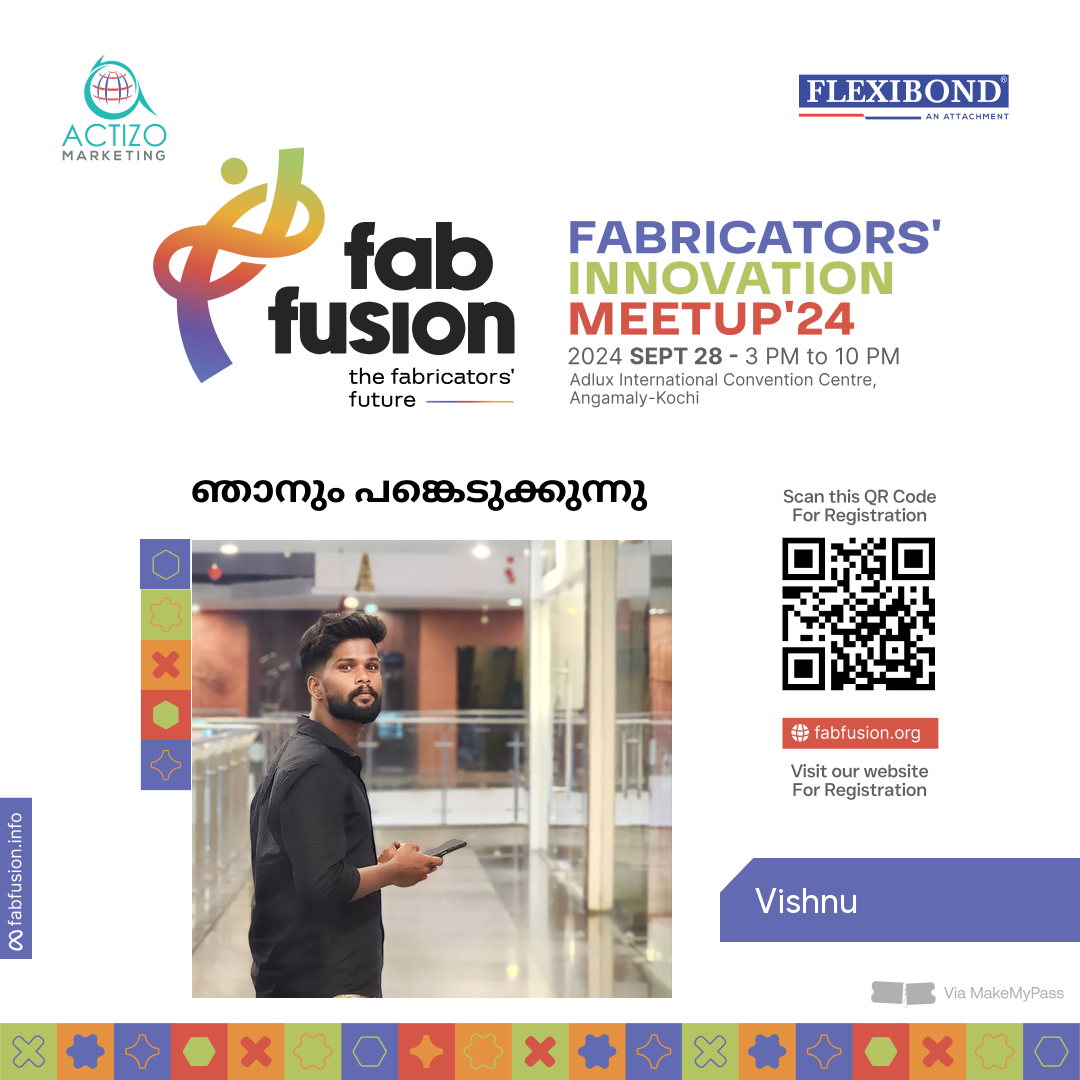 ACTIZO
MARKETING
FLEXIBOND®
AN ATTACHMENT
fab
fusion
the fabricators'
future
FABRICATORS'
INNOVATION
MEETUP'24
2024 SEPT 28 - 3 PM to 10 PM
Adlux International Convention Centre,
Angamaly-Kochi
ഞാനും പങ്കെടുക്കുന്നു
Scan this QR Code
For Registration
fabfusion.org
Visit our website
For Registration
fabfusion.info
Vishnu
Via MakeMyPass